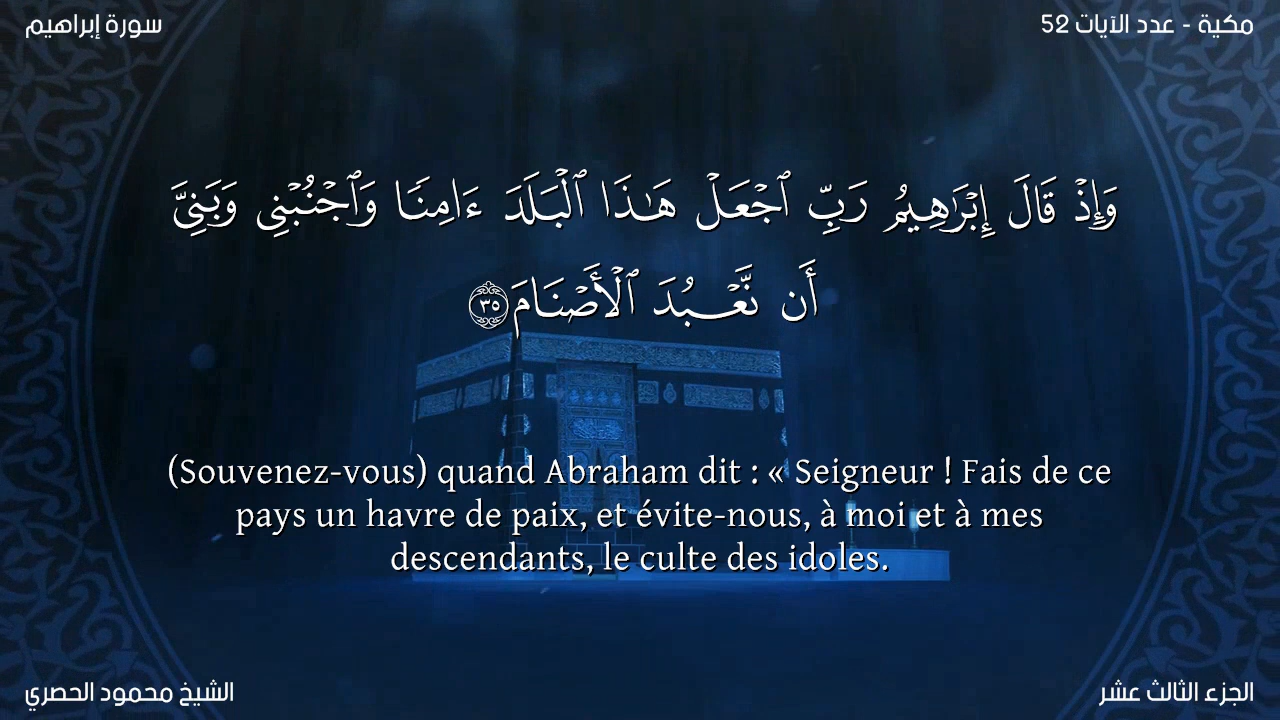 سورة إبراهيم
مكية - عدد الآيات 52
وَإِذْ قَالَ إِبْرَٰهِيمُ رَبِّ ٱجْعَلْ هَـٰذَا ٱلْبَلَدَ ءَامِنًا وَٱجْنُبْنِى وَبَنِىَّ
أَن نَّعْبُدَ ٱلْأَصْنَامَ ٣٥
(Souvenez-vous) quand Abraham dit : « Seigneur ! Fais de ce
pays un havre de paix, et évite-nous, à moi et à mes
descendants, le culte des idoles.
الشيخ محمود الحصري
الجزء الثالث عشر